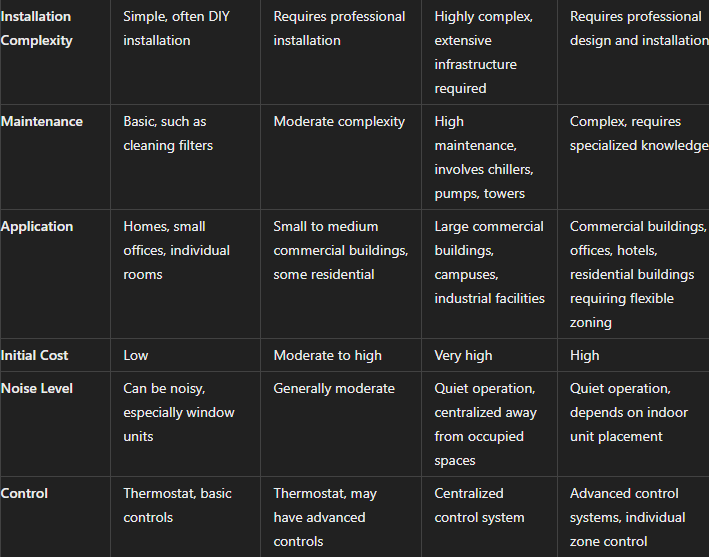 Installation Complexity | Simple, often DIY installation | Requires professional installation | Highly complex, extensive infrastructure required | Requires professional design and installation
Maintenance | Basic, such as cleaning filters | Moderate complexity | High maintenance, involves chillers, pumps, towers | Complex, requires specialized knowledge
Application | Homes, small offices, individual rooms | Small to medium commercial buildings, some residential | Large commercial buildings, campuses, industrial facilities | Commercial buildings, offices, hotels, residential buildings requiring flexible zoning
Initial Cost | Low | Moderate to high | Very high | High
Noise Level | Can be noisy, especially window units | Generally moderate | Quiet operation, centralized away from occupied spaces | Quiet operation, depends on indoor unit placement
Control | Thermostat, basic controls | Thermostat, may have advanced controls | Centralized control system | Advanced control systems, individual zone control